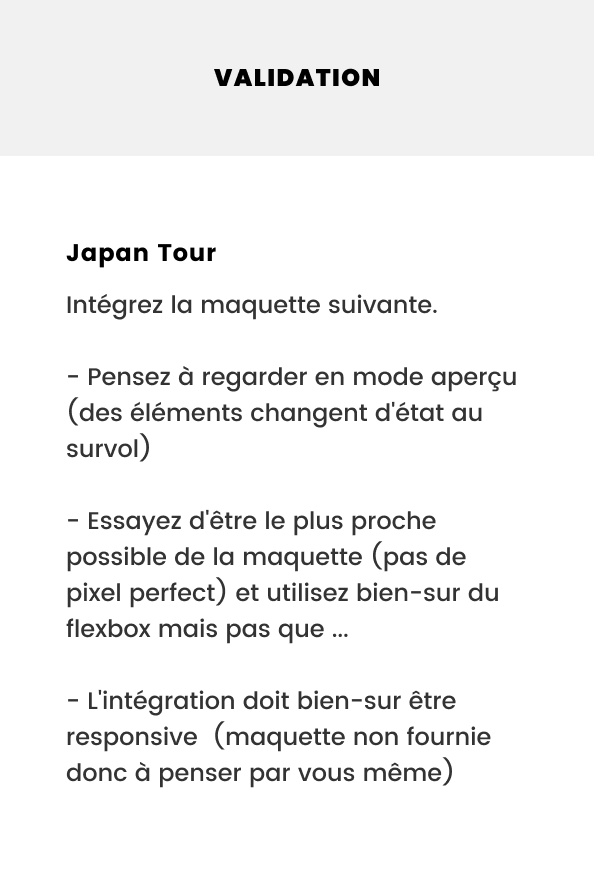 VALIDATION
Japan Tour
Intégrez la maquette suivante.
- Pensez à regarder en mode aperçu
(des éléments changent d'état au
survol)
- Essayez d'être le plus proche
possible de la maquette (pas de
pixel perfect) et utilisez bien-sur du
flexbox mais pas que ...
- L'intégration doit bien-sur être
responsive  (maquette non fournie
donc à penser par vous même)